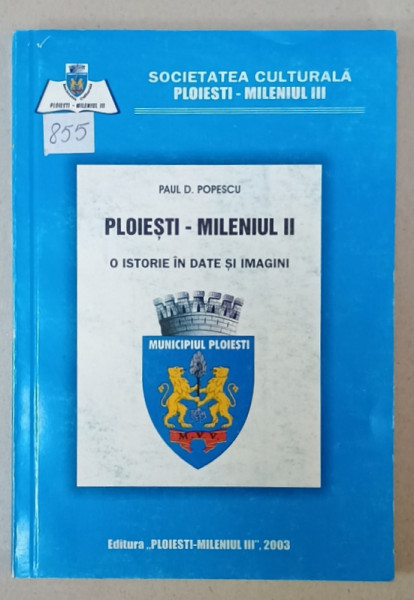 PLOIEȘTI - MILENIUL III
855
SOCIETATEA CULTURALĂ
PLOIESTI - MILENIUL III
PAUL D. POPESCU
PLOIEȘTI - MILENIUL II
O ISTORIE ÎN DATE ȘI IMAGINI
MUNICIPIUL PLOIESTI
M.V.V.
Editura „PLOIESTI-MILENIUL III", 2003